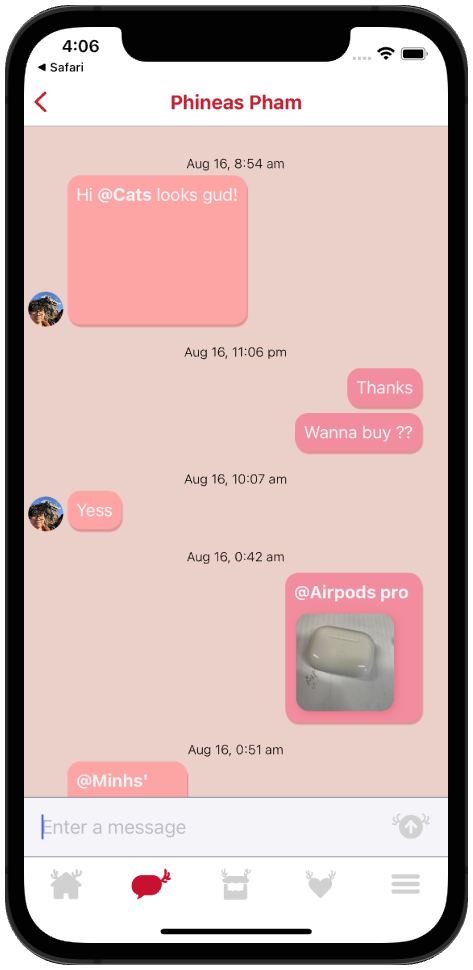 4:06
Safari
Phineas Pham
Aug 16, 8:54 am
Hi @Cats looks gud!
Aug 16, 11:06 pm
Thanks
Wanna buy ??
Aug 16, 10:07 am
Yess
Aug 16, 0:42 am
@Airpods pro
Aug 16, 0:51 am
@Minhs'
Enter a message